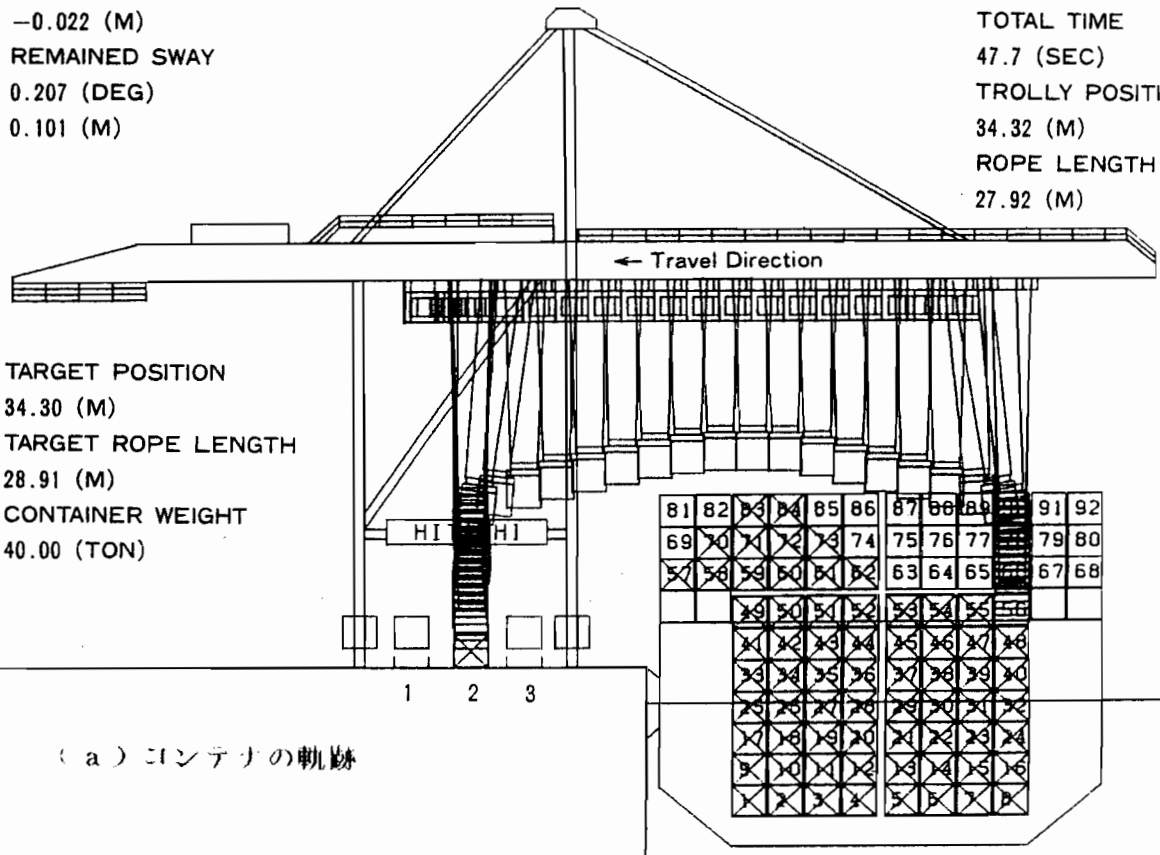 −0.022 (M)
REMAINED SWAY
0.207 (DEG)
0.101 (M)
TOTAL TIME
47.7 (SEC)
TROLLY POSITI
34.32 (M)
ROPE LENGTH
27.92 (M)
← Travel Direction
TARGET POSITION
34.30 (M)
TARGET ROPE LENGTH
28.91 (M)
CONTAINER WEIGHT
40.00 (TON)
HI HI
81 82 83 84 85 86 87 88 89 91 92
69 70 71 72 73 74 75 76 77 79 80
57 58 59 60 61 62 63 64 65 67 68
49 50 51 52 53 54 55 56
41 42 43 44 45 46 47 48
33 34 35 36 37 38 39 40
25 26 27 28 29 30 31 32
17 18 19 20 21 22 23 24
9 10 11 12 13 14 15 16
1 2 3 4 5 6 7 8
1 2 3
(a)コンテナの軌跡